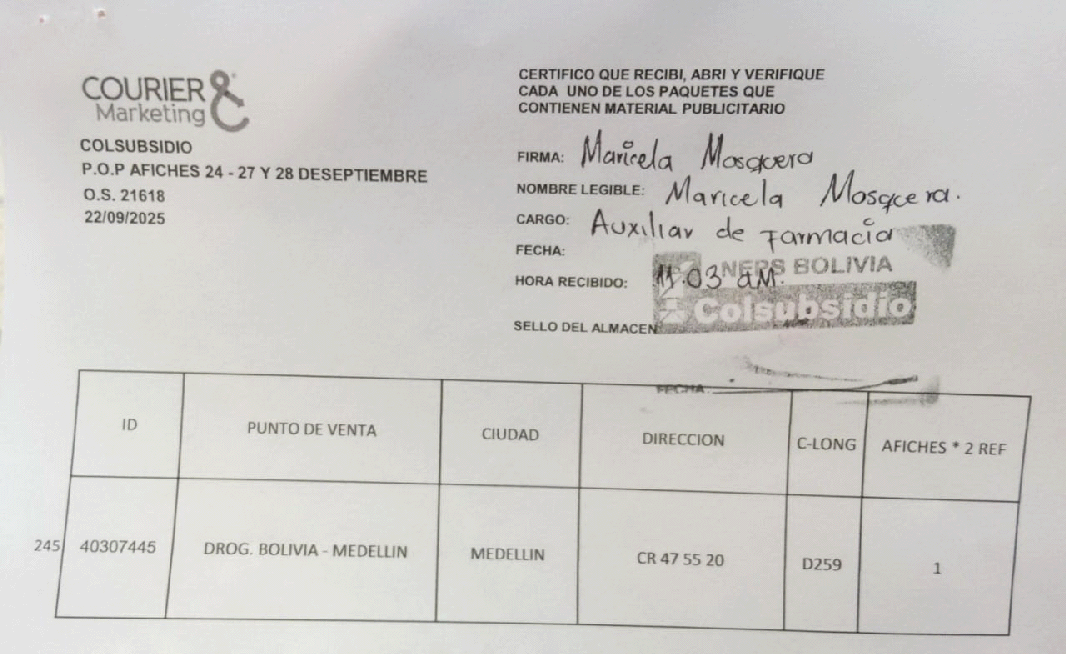 COURIER &
Marketing
COLSUBSIDIO
P.O.P AFICHES 24 - 27 Y 28 DESEPTIEMBRE
O.S. 21618
22/09/2025
CERTIFICO QUE RECIBI, ABRI Y VERIFIQUE
CADA UNO DE LOS PAQUETES QUE
CONTIENEN MATERIAL PUBLICITARIO
FIRMA: Maricela Mosquera
NOMBRE LEGIBLE: Maricela Mosquera.
CARGO: Auxiliar de Farmacia
FECHA:
NERS BOLIVIA
HORA RECIBIDO: 11:03 am.
Colsubsidio
SELLO DEL ALMACEN
FECHA
ID PUNTO DE VENTA CIUDAD DIRECCION C-LONG AFICHES * 2 REF
245 40307445 DROG. BOLIVIA - MEDELLIN MEDELLIN CR 47 55 20 D259 1